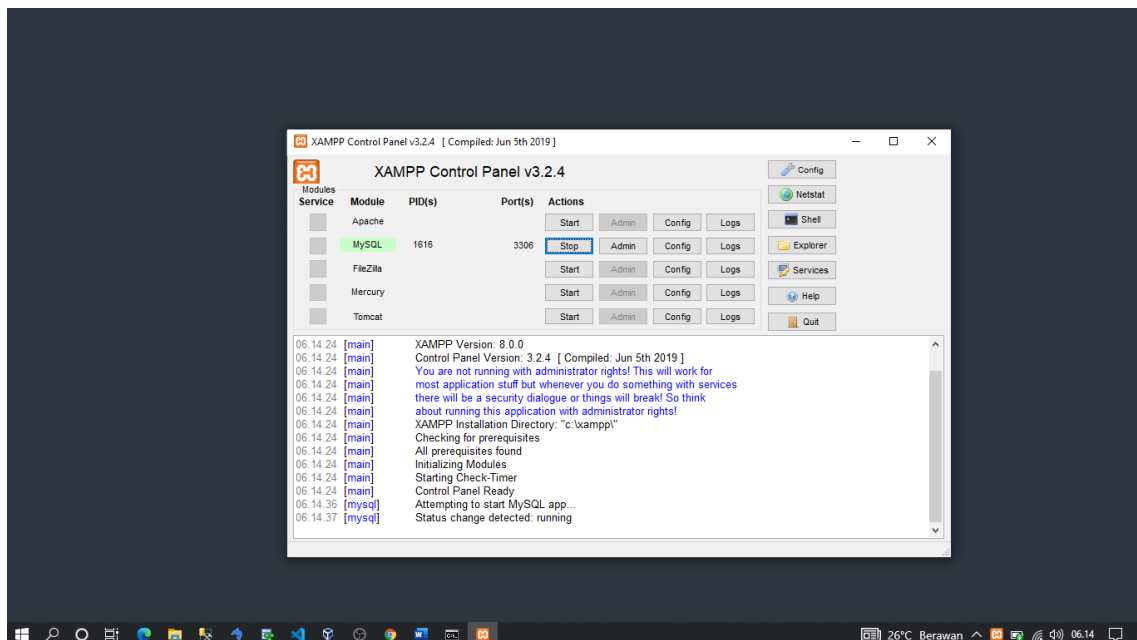 XAMPP Control Panel v3.2.4 [ Compiled: Jun 5th 2019 ]
XAMPP Control Panel v3.2.4
Config
Modules
Service Module PID(s) Port(s) Actions
Netstat
Apache Start Admin Config Logs
Shell
MySQL 1616 3306 Stop Admin Config Logs
Explorer
FileZilla Start Admin Config Logs
Services
Mercury Start Admin Config Logs
Help
Tomcat Start Admin Config Logs
Quit
06.14.24 [main] XAMPP Version: 8.0.0
06.14.24 [main] Control Panel Version: 3.2.4 [ Compiled: Jun 5th 2019 ]
06.14.24 [main] You are not running with administrator rights! This will work for
06.14.24 [main] most application stuff but whenever you do something with services
06.14.24 [main] there will be a security dialogue or things will break! So think
06.14.24 [main] about running this application with administrator rights!
06.14.24 [main] XAMPP Installation Directory: "c:\xampp\"
06.14.24 [main] Checking for prerequisites
06.14.24 [main] All prerequisites found
06.14.24 [main] Initializing Modules
06.14.24 [main] Starting Check-Timer
06.14.24 [main] Control Panel Ready
06.14.36 [mysql] Attempting to start MySQL app...
06.14.37 [mysql] Status change detected: running
26°C Berawan 06.14